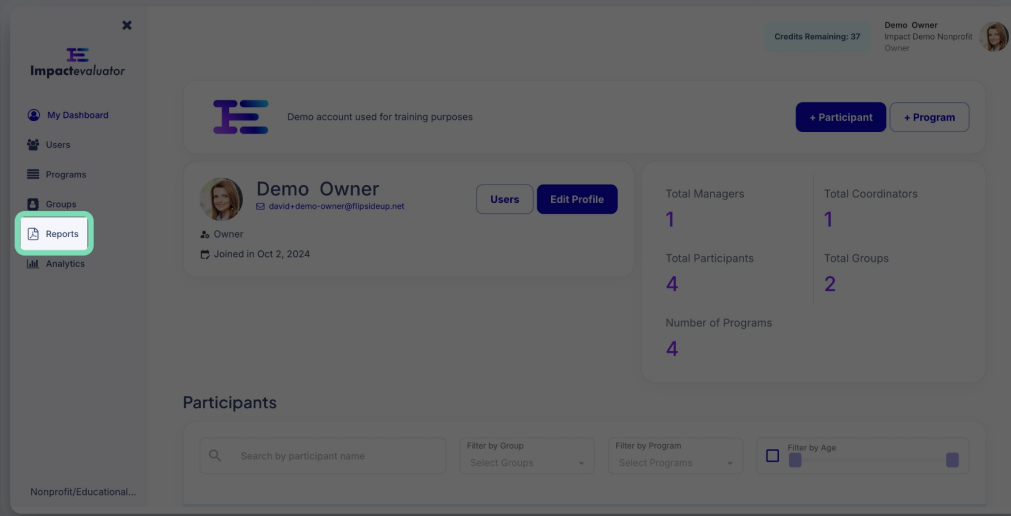 Impactevaluator
My Dashboard
Users
Programs
Groups
Reports
Analytics
Nonprofit/Educational...
Credits Remaining: 37
Demo Owner
Impact Demo Nonprofit
Owner
Demo account used for training purposes
+ Participant
+ Program
Demo Owner
david+demo-owner@flipsideup.net
Users
Edit Profile
Owner
Joined in Oct 2, 2024
Total Managers
1
Total Coordinators
1
Total Participants
4
Total Groups
2
Number of Programs
4
Participants
Search by participant name
Filter by Group
Select Groups
Filter by Program
Select Programs
Filter by Age